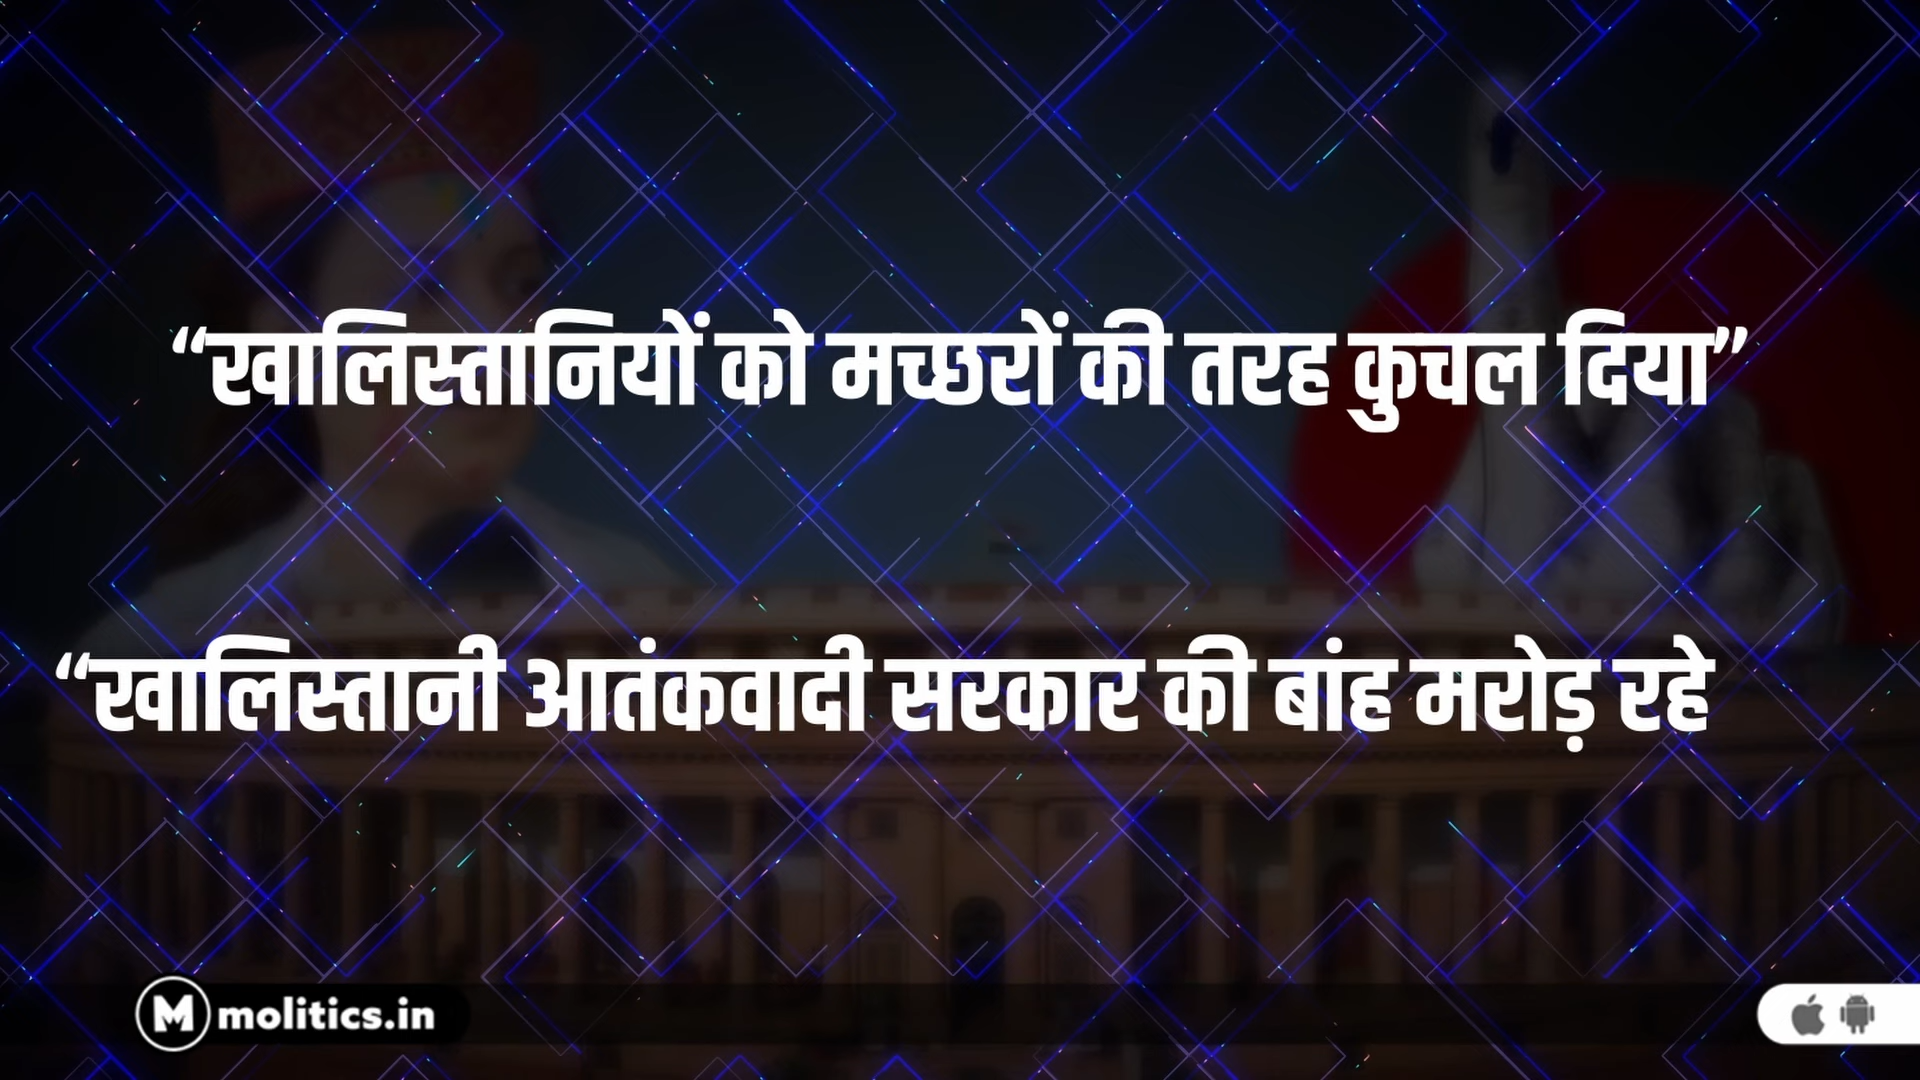 “खालिस्तानियों को मच्छरों की तरह कुचल दिया”
“खालिस्तानी आतंकवादी सरकार की बांह मरोड़ रहे
M molitics.in